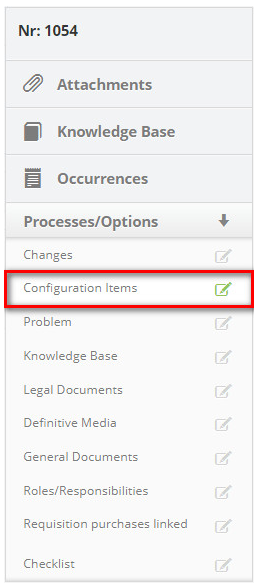 Nr: 1054
Attachments
Knowledge Base
Occurrences
Processes/Options
Changes
Configuration Items
Problem
Knowledge Base
Legal Documents
Definitive Media
General Documents
Roles/Responsibilities
Requisition purchases linked
Checklist